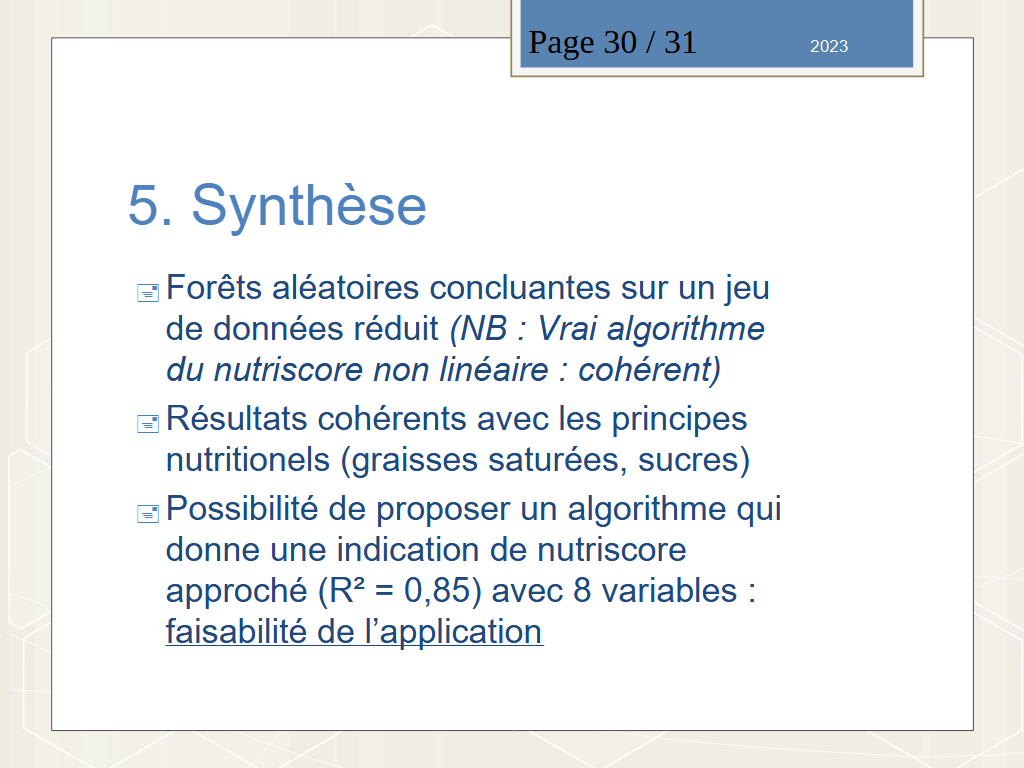 Page 30 / 31
2023
5. Synthèse
Forêts aléatoires concluantes sur un jeu
de données réduit (NB : Vrai algorithme
du nutriscore non linéaire : cohérent)
Résultats cohérents avec les principes
nutritionels (graisses saturées, sucres)
Possibilité de proposer un algorithme qui
donne une indication de nutriscore
approché (R² = 0,85) avec 8 variables :
faisabilité de l’application